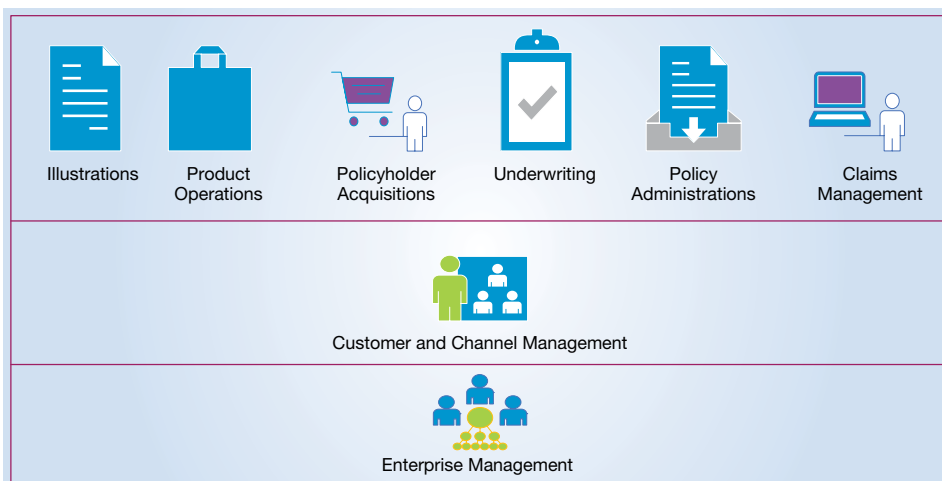 Illustrations
Product
Operations
Policyholder
Acquisitions
Underwriting
Policy
Administrations
Claims
Management
Customer and Channel Management
Enterprise Management